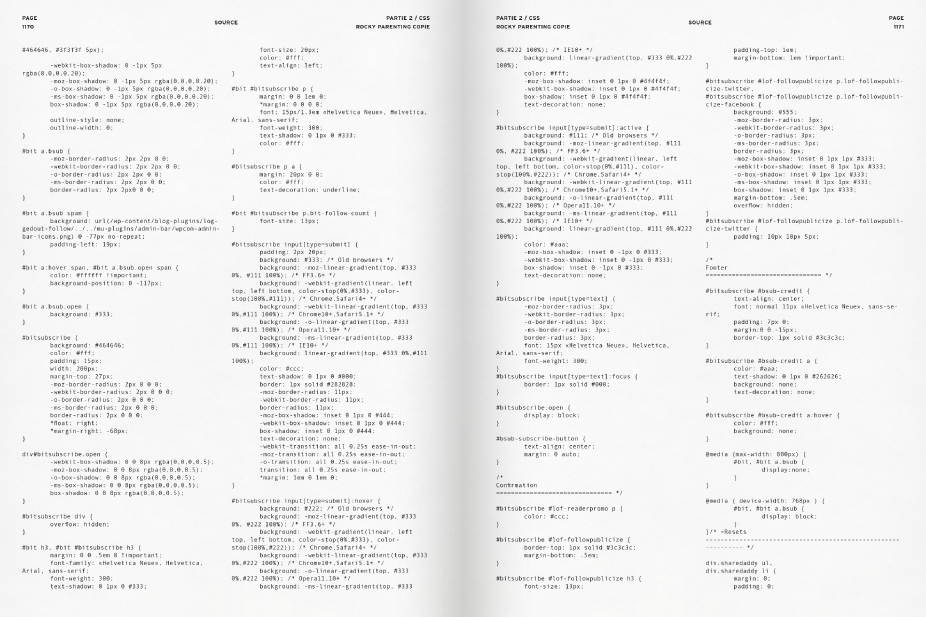 PAGE
1170
SOURCE
PARTIE 2 / CSS
ROCKY PARENTING COPIE
#464646, #3f3f3f 5px);
-webkit-box-shadow: 0 -1px 5px
rgba(0,0,0,0.20);
-moz-box-shadow: 0 -1px 5px rgba(0,0,0,0.20);
-o-box-shadow: 0 -1px 5px rgba(0,0,0,0.20);
-ms-box-shadow: 0 -1px 5px rgba(0,0,0,0.20);
box-shadow: 0 -1px 5px rgba(0,0,0,0.20);
outline-style: none;
outline-width: 0;
}
#bit a.bsub {
-moz-border-radius: 2px 2px 0 0;
-webkit-border-radius: 2px 2px 0 0;
-o-border-radius: 2px 2px 0 0;
-ms-border-radius: 2px 2px 0 0;
border-radius: 2px 2px0 0 0;
}
#bit a.bsub span {
background: url(/wp-content/blog-plugins/log-
gedout-follow/../../mu-plugins/admin-bar/wpcom-admin-
bar-icons.png) 0 -77px no-repeat;
padding-left: 19px;
}
#bit a:hover span, #bit a.bsub.open span {
color: #ffffff !important;
background-position: 0 -117px;
}
#bit a.bsub.open {
background: #333;
}
#bitsubscribe {
background: #464646;
color: #fff;
padding: 15px;
width: 200px;
margin-top: 27px;
-moz-border-radius: 2px 0 0 0;
-webkit-border-radius: 2px 0 0 0;
-o-border-radius: 2px 0 0 0;
-ms-border-radius: 2px 0 0 0;
border-radius: 2px 0 0 0;
*float: right;
*margin-right: -68px;
}
div#bitsubscribe.open {
-webkit-box-shadow: 0 0 8px rgba(0,0,0,0.5);
-moz-box-shadow: 0 0 8px rgba(0,0,0,0.5);
-o-box-shadow: 0 0 8px rgba(0,0,0,0.5);
-ms-box-shadow: 0 0 8px rgba(0,0,0,0.5);
box-shadow: 0 0 8px rgba(0,0,0,0.5);
}
#bitsubscribe div {
overflow: hidden;
}
#bit h3, #bit #bitsubscribe h3 {
margin: 0 0 .5em 0 !important;
font-family: «Helvetica Neue», Helvetica,
Arial, sans-serif;
font-weight: 300;
text-shadow: 0 1px 0 #333;
font-size: 20px;
color: #fff;
text-align: left;
}
#bit #bitsubscribe p {
margin: 0 0 1em 0;
*margin: 0 0 0 0;
font: 15px/1.3em «Helvetica Neue», Helvetica,
Arial, sans-serif;
font-weight: 300;
text-shadow: 0 1px 0 #333;
color: #fff;
}
#bitsubscribe p a {
margin: 20px 0 0;
color: #fff;
text-decoration: underline;
}
#bit #bitsubscribe p.bit-follow-count {
font-size: 13px;
}
#bitsubscribe input[type=submit] {
padding: 2px 20px;
background: #333; /* Old browsers */
background: -moz-linear-gradient(top, #333
0%, #111 100%); /* FF3.6+ */
background: -webkit-gradient(linear, left
top, left bottom, color-stop(0%,#333), color-
stop(100%,#111)); /* Chrome,Safari4+ */
background: -webkit-linear-gradient(top, #333
0%,#111 100%); /* Chrome10+,Safari5.1+ */
background: -o-linear-gradient(top, #333
0%,#111 100%); /* Opera11.10+ */
background: -ms-linear-gradient(top, #333
0%,#111 100%); /* IE10+ */
background: linear-gradient(top, #333 0%,#111
100%);
color: #ccc;
text-shadow: 0 1px 0 #000;
border: 1px solid #282828;
-moz-border-radius: 11px;
-webkit-border-radius: 11px;
border-radius: 11px;
-moz-box-shadow: inset 0 1px 0 #444;
-webkit-box-shadow: inset 0 1px 0 #444;
box-shadow: inset 0 1px 0 #444;
text-decoration: none;
-webkit-transition: all 0.25s ease-in-out;
-moz-transition: all 0.25s ease-in-out;
-o-transition: all 0.25s ease-in-out;
transition: all 0.25s ease-in-out;
*margin: 1em 0 1em 0;
}
#bitsubscribe input[type=submit]:hover {
background: #222; /* Old browsers */
background: -moz-linear-gradient(top, #333
0%, #222 100%); /* FF3.6+ */
background: -webkit-gradient(linear, left
top, left bottom, color-stop(0%,#333), color-
stop(100%,#222)); /* Chrome,Safari4+ */
background: -webkit-linear-gradient(top, #333
0%,#222 100%); /* Chrome10+,Safari5.1+ */
background: -o-linear-gradient(top, #333
0%,#222 100%); /* Opera11.10+ */
background: -ms-linear-gradient(top, #333
PARTIE 2 / CSS
ROCKY PARENTING COPIE
SOURCE
PAGE
1171
0%,#222 100%); /* IE10+ */
background: linear-gradient(top, #333 0%,#222
100%);
color: #fff;
-moz-box-shadow: inset 0 1px 0 #4f4f4f;
-webkit-box-shadow: inset 0 1px 0 #4f4f4f;
box-shadow: inset 0 1px 0 #4f4f4f;
text-decoration: none;
}
#bitsubscribe input[type=submit]:active {
background: #111; /* Old browsers */
background: -moz-linear-gradient(top, #111
0%, #222 100%); /* FF3.6+ */
background: -webkit-gradient(linear, left
top, left bottom, color-stop(0%,#111), color-
stop(100%,#222)); /* Chrome,Safari4+ */
background: -webkit-linear-gradient(top, #111
0%,#222 100%); /* Chrome10+,Safari5.1+ */
background: -o-linear-gradient(top, #111
0%,#222 100%); /* Opera11.10+ */
background: -ms-linear-gradient(top, #111
0%,#222 100%); /* IE10+ */
background: linear-gradient(top, #111 0%,#222
100%);
color: #aaa;
-moz-box-shadow: inset 0 -1px 0 #333;
-webkit-box-shadow: inset 0 -1px 0 #333;
box-shadow: inset 0 -1px 0 #333;
text-decoration: none;
}
#bitsubscribe input[type=text] {
-moz-border-radius: 3px;
-webkit-border-radius: 3px;
-o-border-radius: 3px;
-ms-border-radius: 3px;
border-radius: 3px;
font: 15px «Helvetica Neue», Helvetica,
Arial, sans-serif;
font-weight: 300;
}
#bitsubscribe input[type=text]:focus {
border: 1px solid #000;
}
#bitsubscribe.open {
display: block;
}
#bsub-subscribe-button {
text-align: center;
margin: 0 auto;
}
/*
Confirmation
================================ */
#bitsubscribe #lof-readerpromo p {
color: #ccc;
}
#bitsubscribe #lof-followpublicize {
border-top: 1px solid #3c3c3c;
margin-bottom: .5em;
}
#bitsubscribe #lof-followpublicize h3 {
font-size: 13px;
padding-top: 1em;
margin-bottom: 1em !important;
}
#bitsubscribe #lof-followpublicize p.lof-followpubli-
cize-twitter,
#bitsubscribe #lof-followpublicize p.lof-followpubli-
cize-facebook {
background: #555;
-moz-border-radius: 3px;
-webkit-border-radius: 3px;
-o-border-radius: 3px;
-ms-border-radius: 3px;
border-radius: 3px;
-moz-box-shadow: inset 0 1px 1px #333;
-webkit-box-shadow: inset 0 1px 1px #333;
-o-box-shadow: inset 0 1px 1px #333;
-ms-box-shadow: inset 0 1px 1px #333;
box-shadow: inset 0 1px 1px #333;
margin-bottom: .5em;
overflow: hidden;
}
#bitsubscribe #lof-followpublicize p.lof-followpubli-
cize-twitter {
padding: 10px 10px 5px;
}
/*
Footer
================================ */
#bitsubscribe #bsub-credit {
text-align: center;
font: normal 11px «Helvetica Neue», sans-se-
rif;
padding: 7px 0;
margin:0 0 -15px;
border-top: 1px solid #3c3c3c;
}
#bitsubscribe #bsub-credit a {
color: #aaa;
text-shadow: 0 1px 0 #262626;
background: none;
text-decoration: none;
}
#bitsubscribe #bsub-credit a:hover {
color: #fff;
background: none;
}
@media (max-width: 800px) {
#bit, #bit a.bsub {
display:none;
}
}
@media ( device-width: 768px ) {
#bit, #bit a.bsub {
display: block;
}
}/* =Resets
-----------------------------------------------------
---------- */
div.sharedaddy ul,
div.sharedaddy li {
margin: 0;
padding: 0;